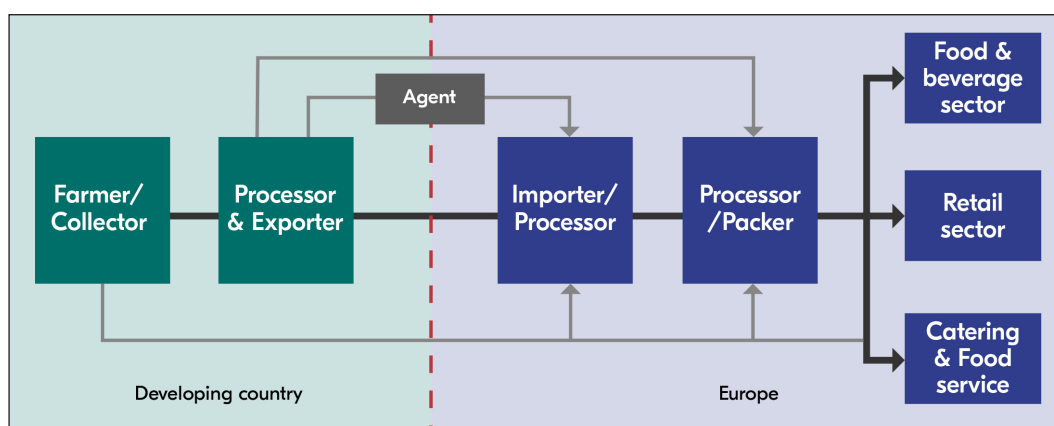 Farmer/
Collector
Processor
& Exporter
Agent
Importer/
Processor
Processor
/Packer
Food &
beverage
sector
Retail
sector
Catering
& Food
service
Developing country
Europe